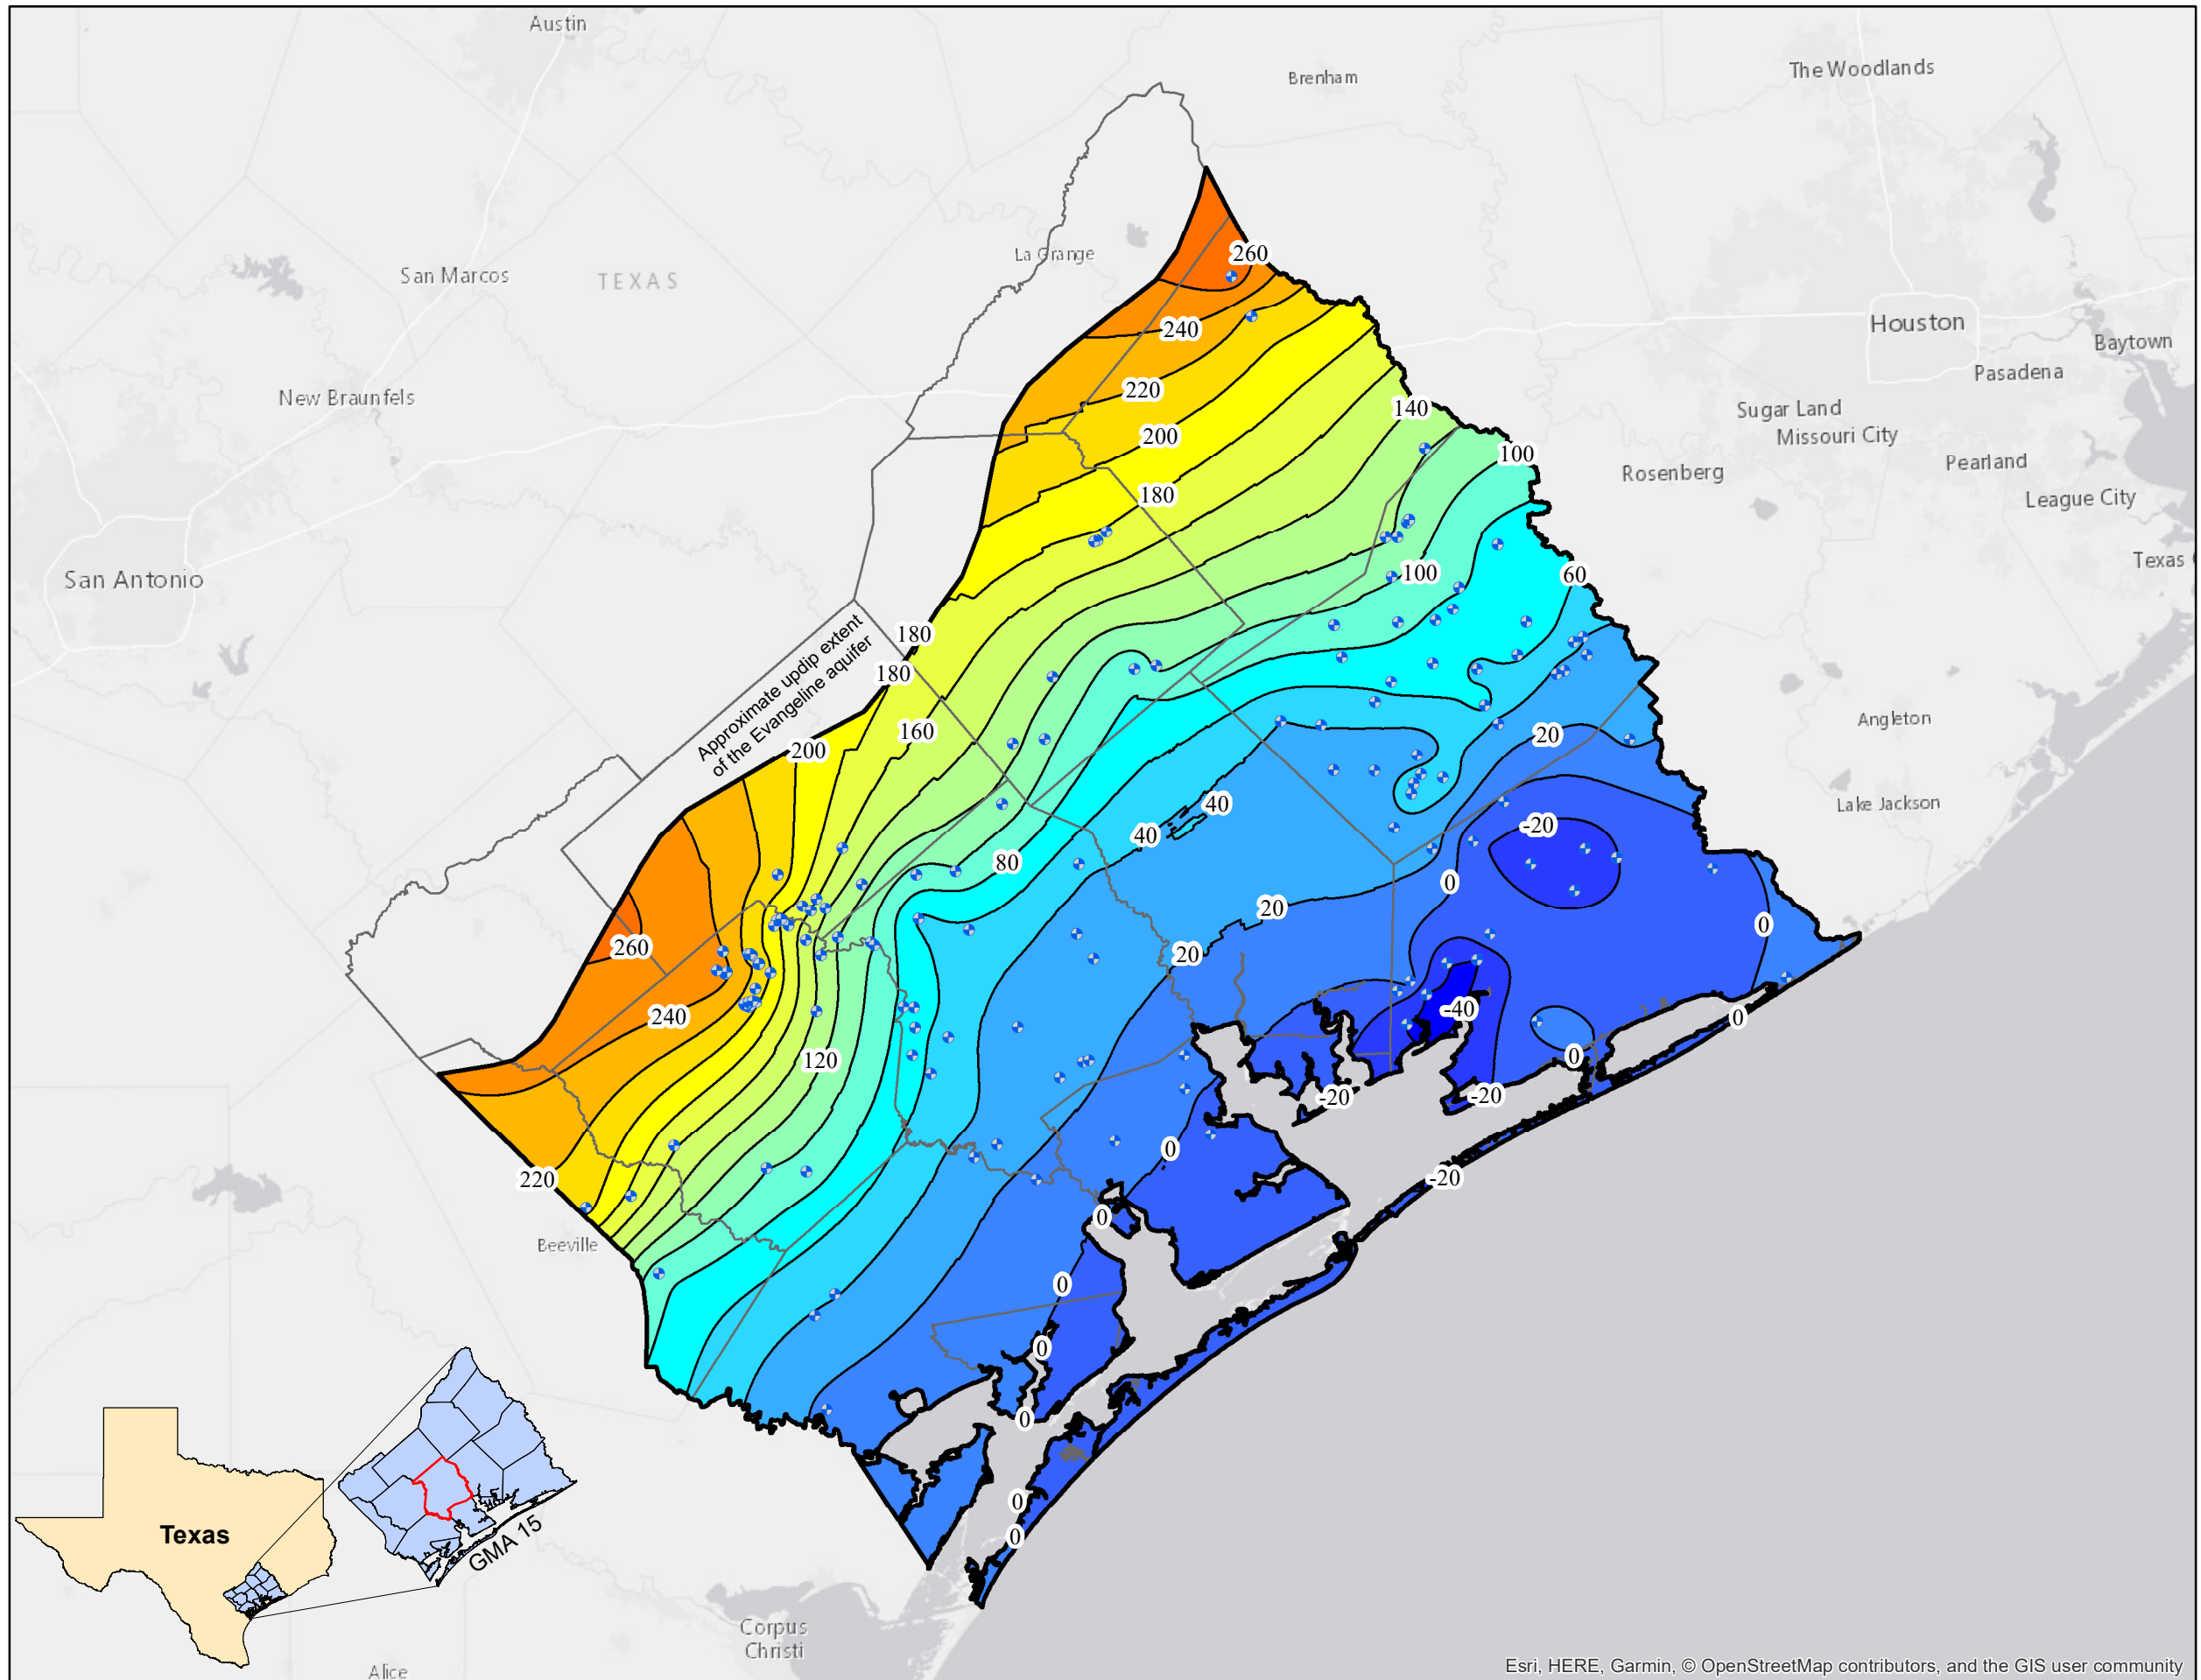 Austin
Brenham
The Woodlands
La Grange
San Marcos
TEXAS
260
Houston
240
Baytown
Pasadena
220
New Braunfels
140
Sugar Land
200
Missouri City
100
Pearland
Rosenberg
180
League City
Texas
San Antonio
100
60
180
180
Approximate updip extent
of the Evangeline aquifer
160
200
20
Angleton
40
Lake Jackson
40
-20
80
0
20
0
260
20
240
-40
0
0
120
-20
-20
0
220
-20
0
Beeville
0
0
0
0
0
Texas
GMA 15
Corpus
Christi
Alice
Esri, HERE, Garmin, © OpenStreetMap contributors, and the GIS user community